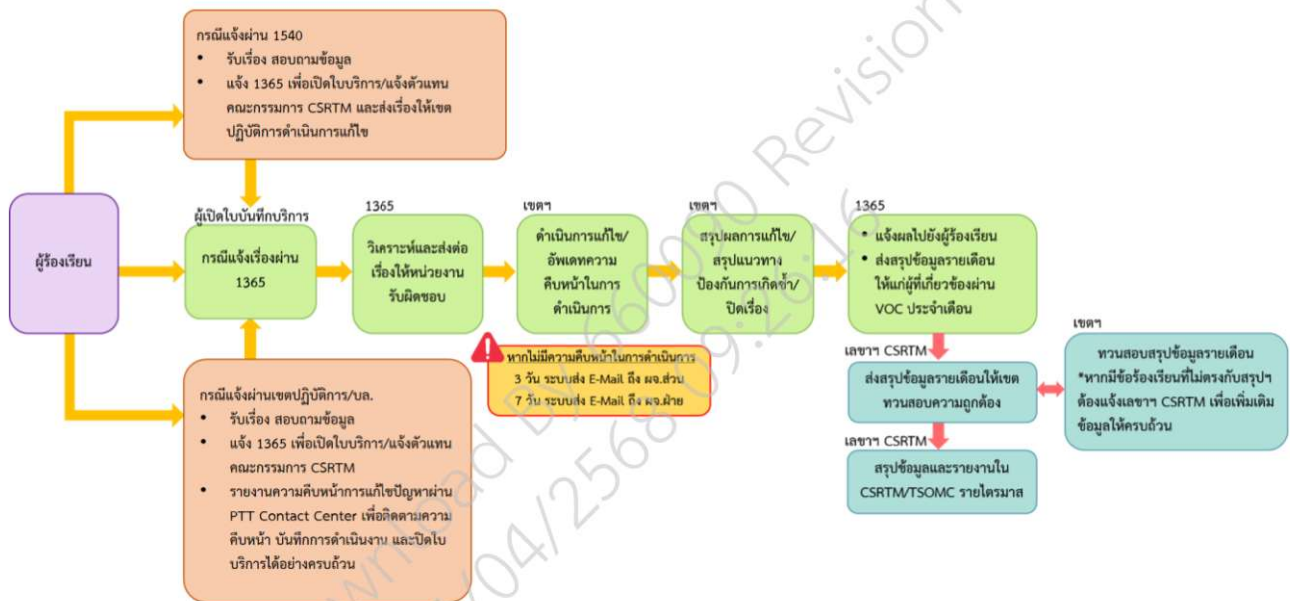 กรณีแจ้งผ่าน 1540
• รับเรื่อง สอบถามข้อมูล
• แจ้ง 1365 เพื่อเปิดใบบริการ/แจ้งตัวแทน
คณะกรรมการ CSRTM และส่งเรื่องให้เขต
ปฏิบัติการดำเนินการแก้ไข
ผู้ร้องเรียน
ผู้เปิดใบบันทึกบริการ
กรณีแจ้งเรื่องผ่าน
1365
1365
วิเคราะห์และส่งต่อ
เรื่องให้หน่วยงาน
รับผิดชอบ
เขตฯ
ดำเนินการแก้ไข/
อัพเดทความ
คืบหน้าในการ
ดำเนินการ
เขตฯ
สรุปผลการแก้ไข/
สรุปแนวทาง
ป้องกันการเกิดซ้ำ/
ปิดเรื่อง
1365
• แจ้งผลไปยังผู้ร้องเรียน
• ส่งสรุปข้อมูลรายเดือน
ให้แก่ผู้ที่เกี่ยวข้องผ่าน
VOC ประจำเดือน
หากไม่มีความคืบหน้าในการดำเนินการ
3 วัน ระบบส่ง E-Mail ถึง ผจ.ส่วน
7 วัน ระบบส่ง E-Mail ถึง ผจ.ฝ่าย
กรณีแจ้งผ่านเขตปฏิบัติการ/บล.
• รับเรื่อง สอบถามข้อมูล
• แจ้ง 1365 เพื่อเปิดใบบริการ/แจ้งตัวแทน
คณะกรรมการ CSRTM
• รายงานความคืบหน้าการแก้ไขปัญหาผ่าน
PTT Contact Center เพื่อติดตามความ
คืบหน้า บันทึกการดำเนินงาน และปิดใบ
บริการได้อย่างครบถ้วน
เลขาฯ CSRTM
ส่งสรุปข้อมูลรายเดือนให้เขต
ทวนสอบความถูกต้อง
เขตฯ
ทวนสอบสรุปข้อมูลรายเดือน
*หากมีข้อร้องเรียนที่ไม่ตรงกับสรุปฯ
ต้องแจ้งเลขาฯ CSRTM เพื่อเพิ่มเติม
ข้อมูลให้ครบถ้วน
เลขาฯ CSRTM
สรุปข้อมูลและรายงานใน
CSRTM/TSOMC รายไตรมาส
wnload By 660090 Revision
/04/2568 09:26:16